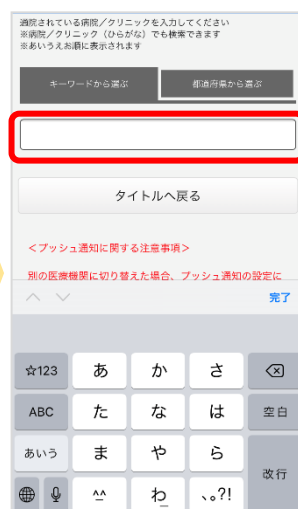 通院されている病院/クリニックを入力してください
※病院/クリニック（ひらがな）でも検索できます
※あいうえお順に表示されます
キーワードから選ぶ
都道府県から選ぶ
タイトルへ戻る
<プッシュ通知に関する注意事項>
別の医療機関に切り替えた場合、プッシュ通知の設定に
完了
☆123 あ か さ
ABC た な は 空白
あいう ま や ら
改行
^^ わ 、。?!